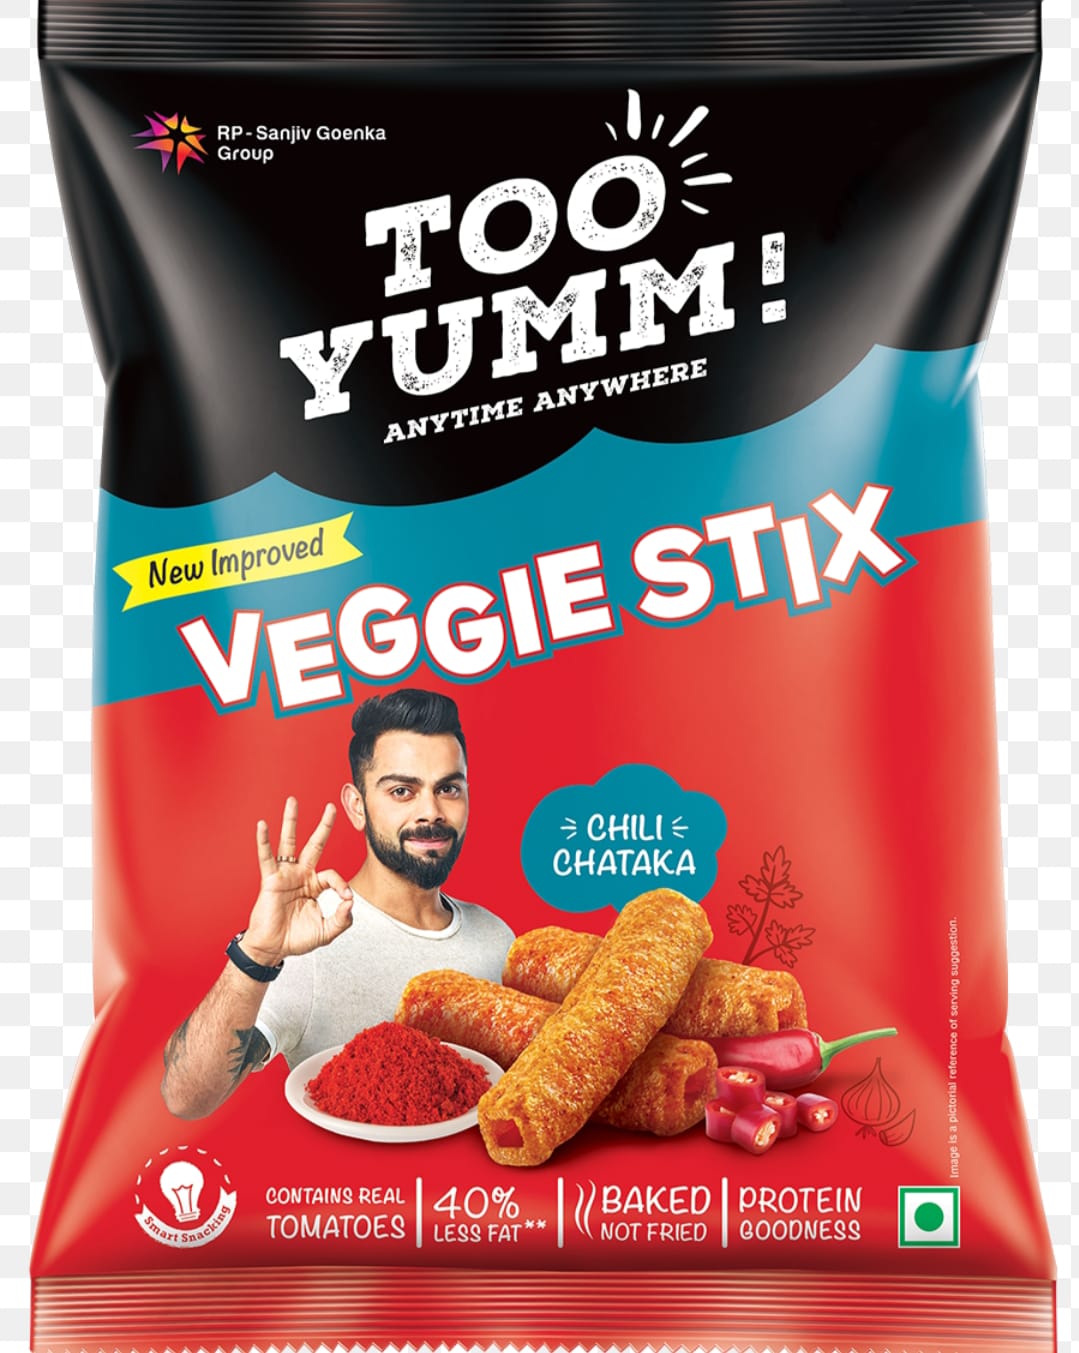 RP-Sanjiv Goenka
Group
TOO
YUMM!
ANYTIME ANYWHERE
New Improved
VEGGIE STIX
CHILI
CHATAKA
Image is a pictorial reference of serving suggestion.
Smart Snacking
CONTAINS REAL
TOMATOES
40%
LESS FAT**
BAKED
NOT FRIED
PROTEIN
GOODNESS